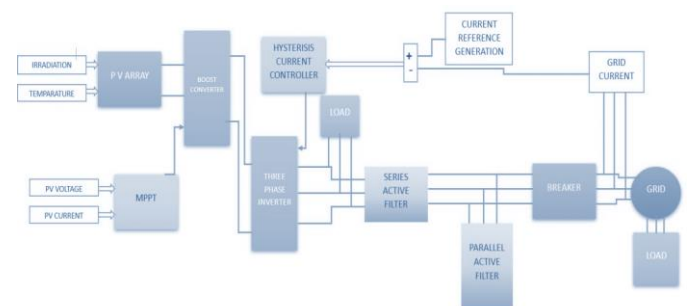 IRRADIATION
TEMPARATURE
P V ARRAY
BOOST
CONVERTER
PV VOLTAGE
PV CURRENT
MPPT
HYSTERISIS
CURRENT
CONTROLLER
+
-
CURRENT
REFERENCE
GENERATION
GRID
CURRENT
LOAD
THREE
PHASE
INVERTER
SERIES
ACTIVE
FILTER
PARALLEL
ACTIVE
FILTER
BREAKER
GRID
LOAD